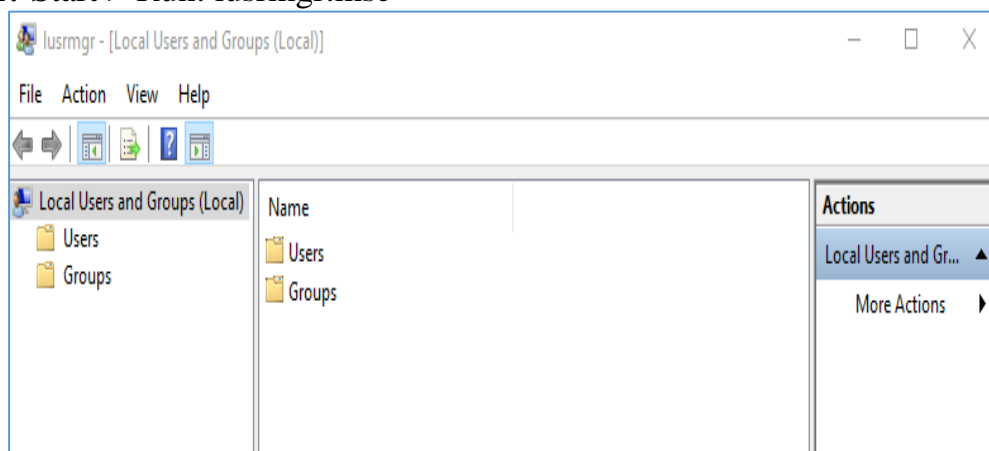 lusrmgr - [Local Users and Groups (Local)]
File Action View Help
Local Users and Groups (Local)
Users
Groups
Name
Users
Groups
Actions
Local Users and Gr...
More Actions